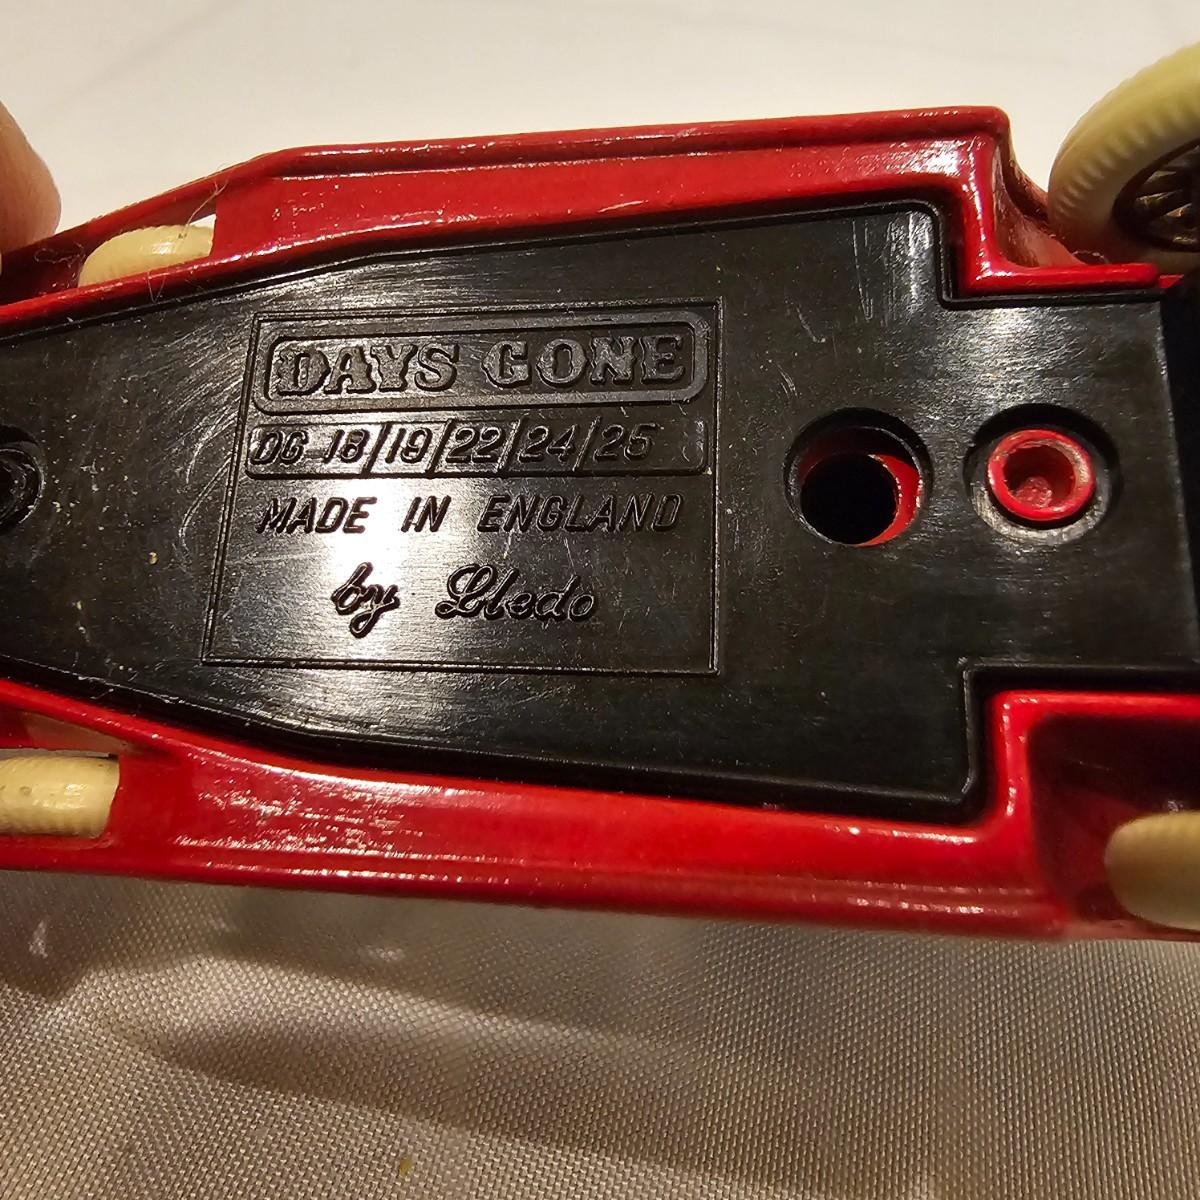 DAYS GONE
DG 18/19/22/24/25
MADE IN ENGLAND
by Lledo